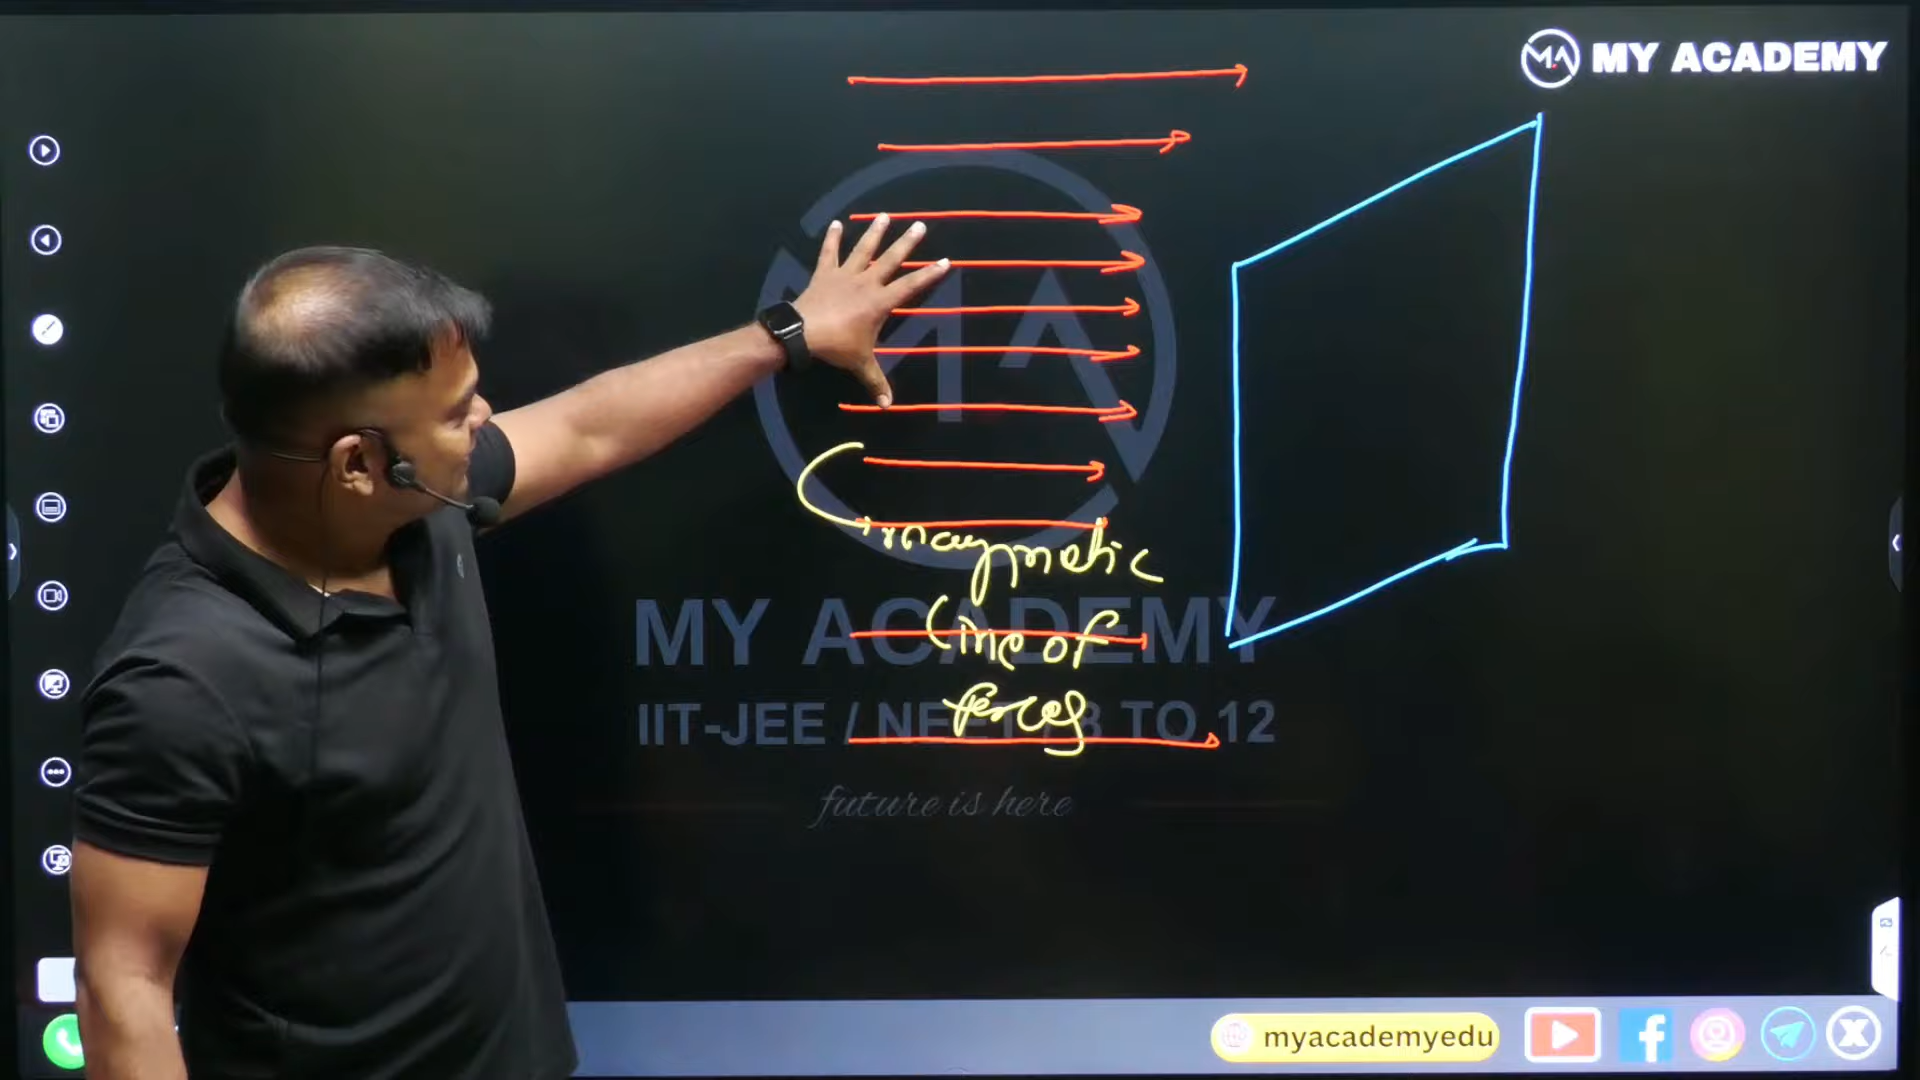 MY ACADEMY
magnetic
line of
forces
MY ACADEMY
IIT-JEE / NEET / 8 TO 12
future is here
myacademyedu